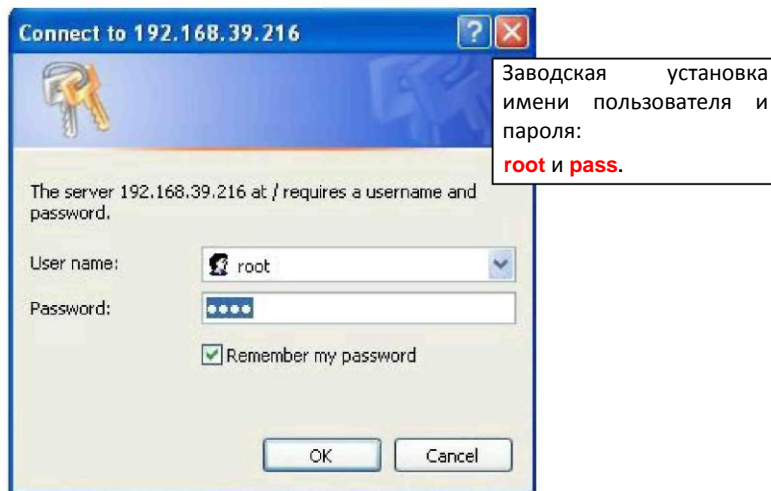 Connect to 192.168.39.216
Заводская установка
имени пользователя и
пароля:
root и pass.
The server 192.168.39.216 at / requires a username and
password.
User name:
root
Password:
Remember my password
OK
Cancel